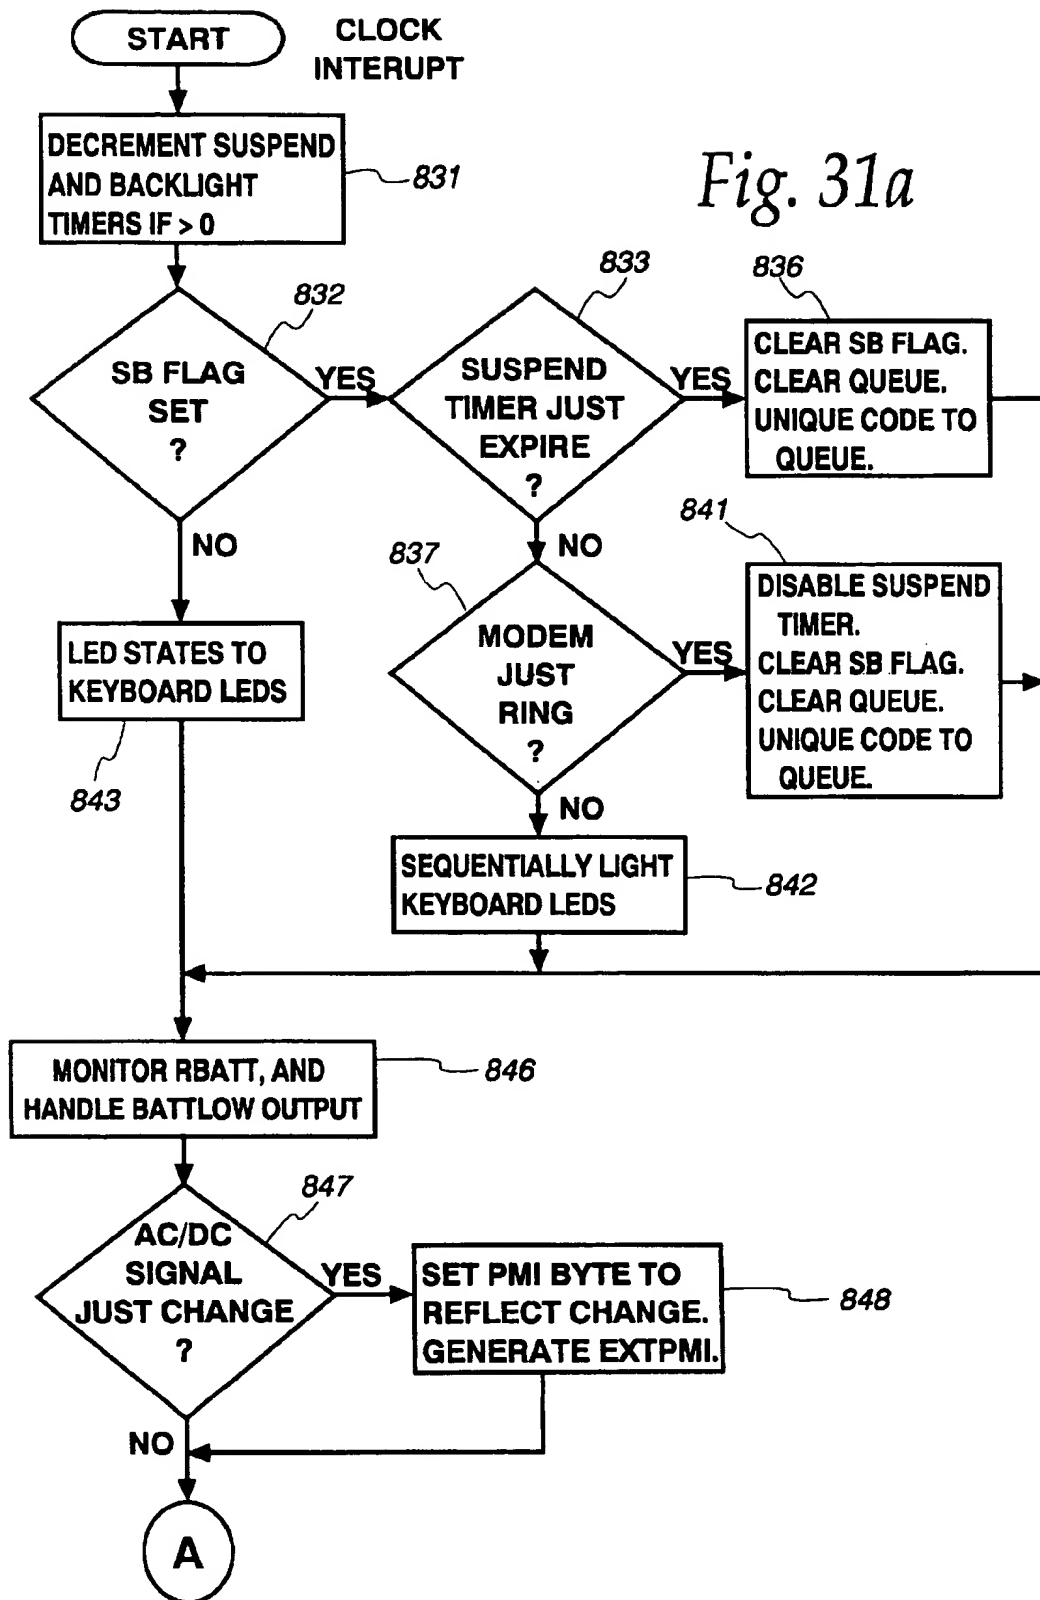 START
CLOCK
INTERUPT
DECREMENT SUSPEND
AND BACKLIGHT
TIMERS IF > 0
831
Fig. 31a
832
SB FLAG
SET
?
YES
NO
833
SUSPEND
TIMER JUST
EXPIRE
?
YES
NO
836
CLEAR SB FLAG.
CLEAR QUEUE.
UNIQUE CODE TO
QUEUE.
837
MODEM
JUST
RING
?
YES
NO
841
DISABLE SUSPEND
TIMER.
CLEAR SB FLAG.
CLEAR QUEUE.
UNIQUE CODE TO
QUEUE.
LED STATES TO
KEYBOARD LEDS
843
SEQUENTIALLY LIGHT
KEYBOARD LEDS
842
MONITOR RBATT, AND
HANDLE BATTLOW OUTPUT
846
847
AC/DC
SIGNAL
JUST CHANGE
?
YES
SET PMI BYTE TO
REFLECT CHANGE.
GENERATE EXTPMI.
848
NO
A